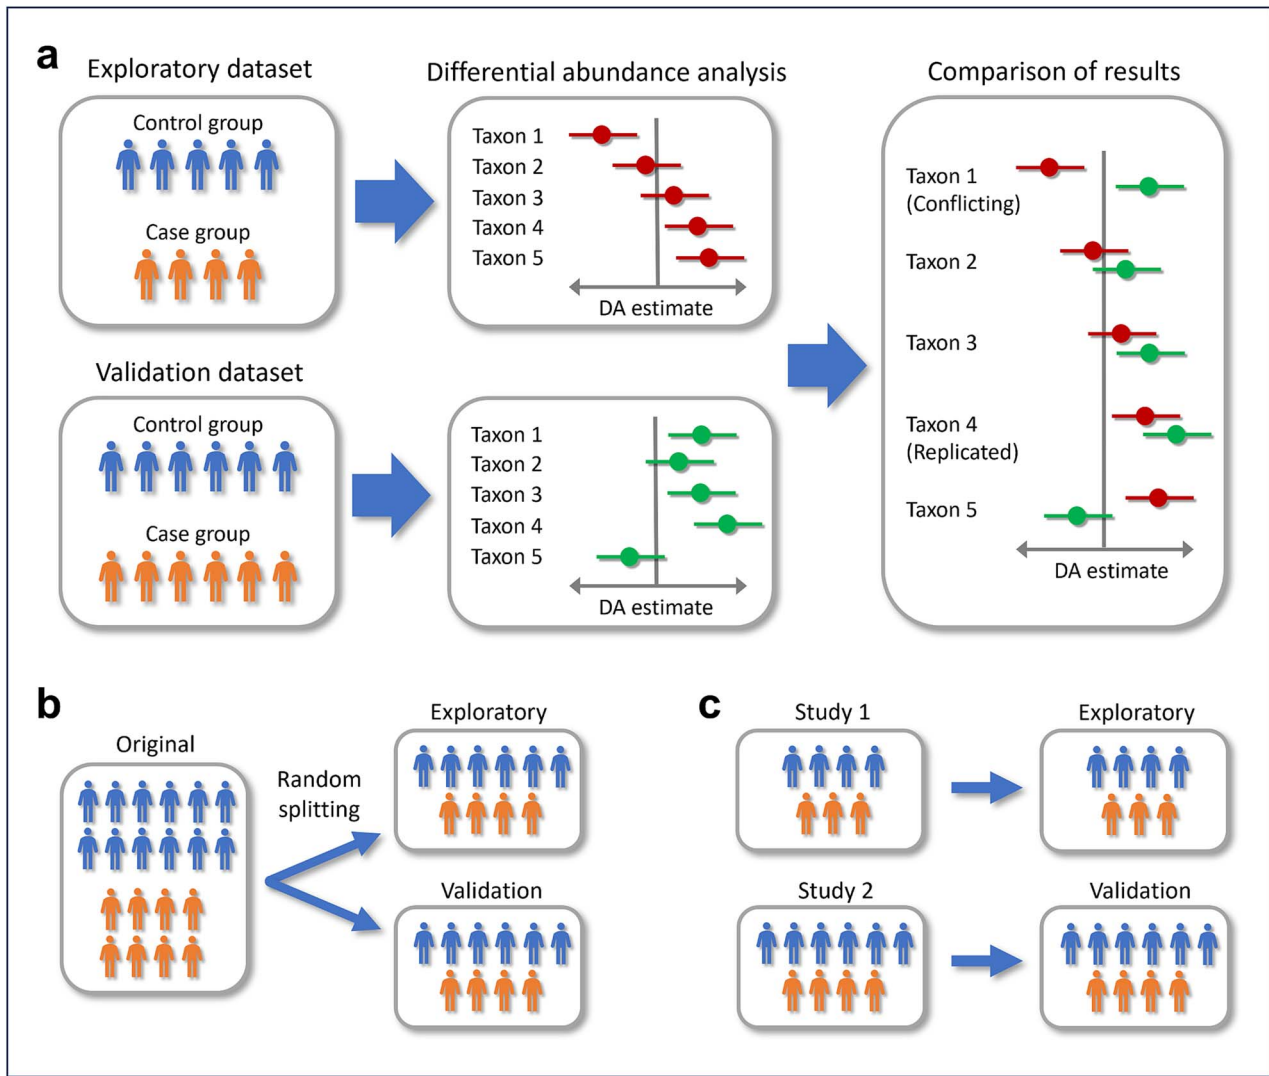 a
Exploratory dataset
Control group
Case group
Differential abundance analysis
Taxon 1
Taxon 2
Taxon 3
Taxon 4
Taxon 5
DA estimate
Validation dataset
Control group
Case group
Taxon 1
Taxon 2
Taxon 3
Taxon 4
Taxon 5
DA estimate
Comparison of results
Taxon 1
(Conflicting)
Taxon 2
Taxon 3
Taxon 4
(Replicated)
Taxon 5
DA estimate
b
Original
Random
splitting
Exploratory
Validation
c
Study 1
Exploratory
Study 2
Validation